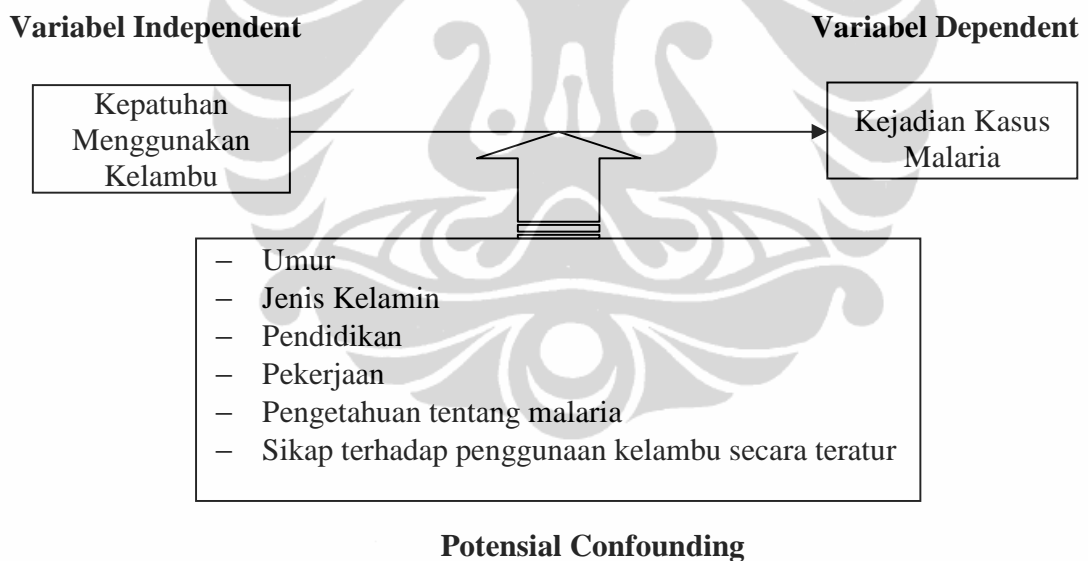 Variabel Independent
Variabel Dependent
Kepatuhan
Menggunakan
Kelambu
Kejadian Kasus
Malaria
– Umur
– Jenis Kelamin
– Pendidikan
– Pekerjaan
– Pengetahuan tentang malaria
– Sikap terhadap penggunaan kelambu secara teratur
Potensial Confounding